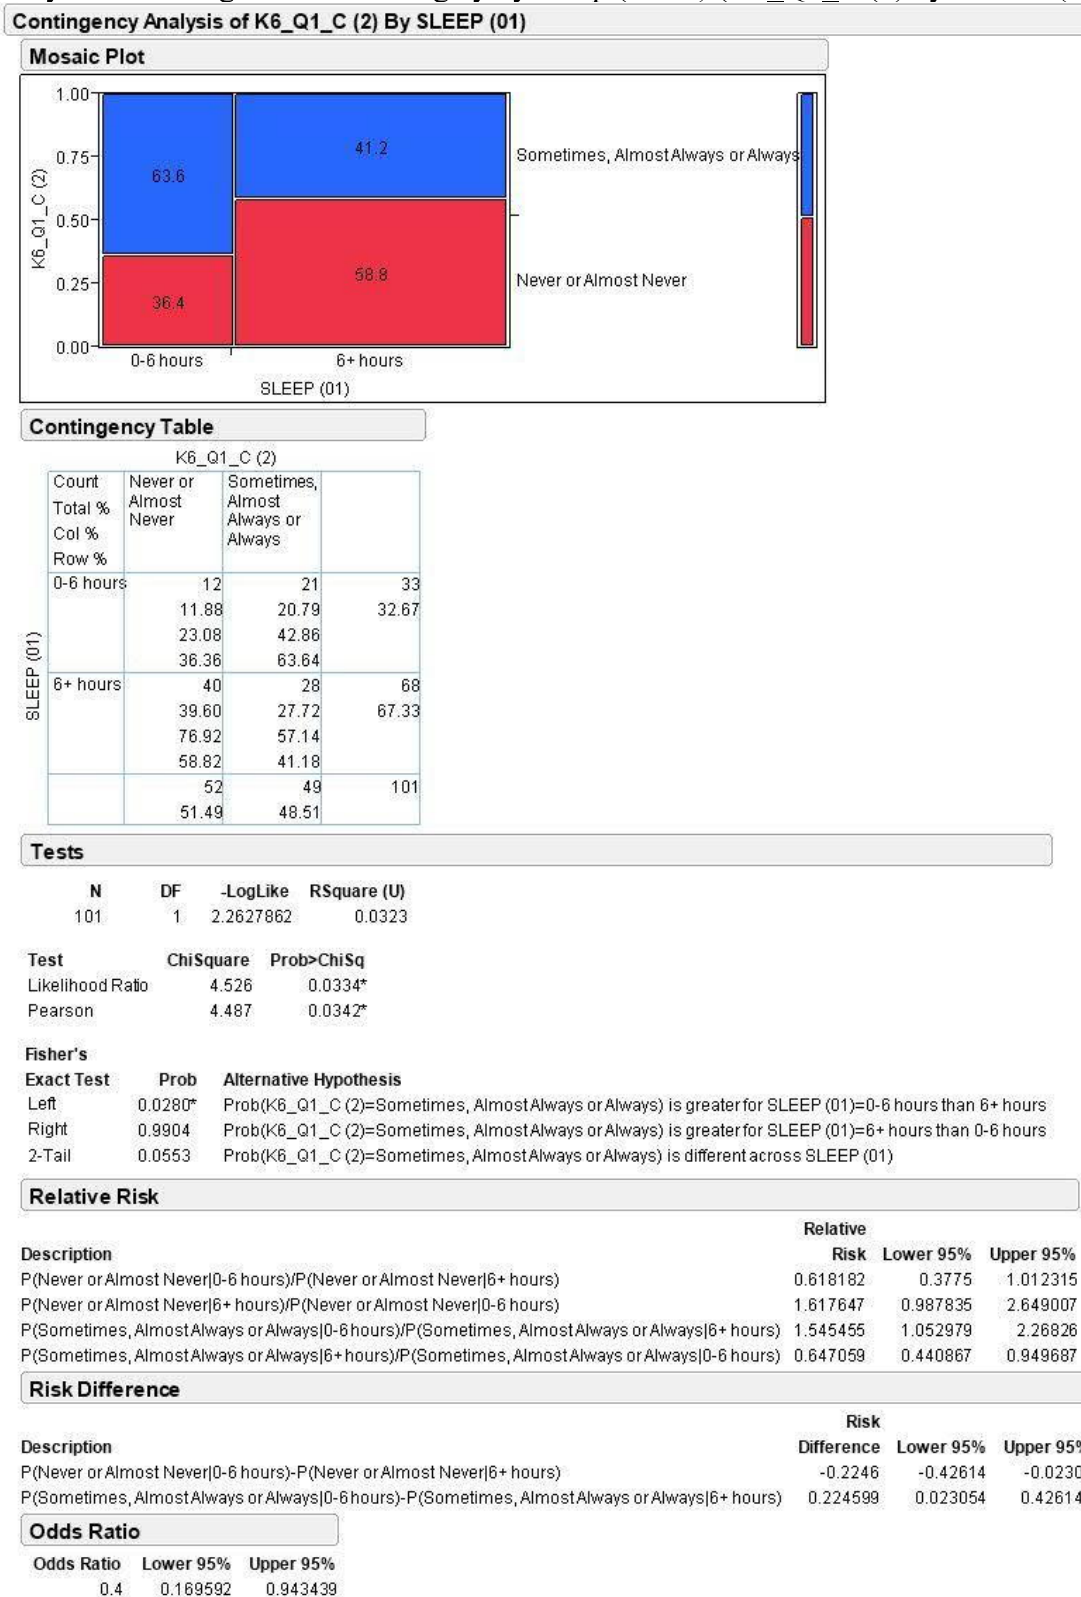 Contingency Analysis of K6_Q1_C (2) By SLEEP (01)
Mosaic Plot
1.00
0.75
0.50
0.25
0.00
K6_Q1_C (2)
63.6
41.2
36.4
58.8
Sometimes, Almost Always or Always
Never or Almost Never
0-6 hours 6+ hours
SLEEP (01)
Contingency Table
K6_Q1_C (2)
SLEEP (01)
Count Never or Sometimes,
Total % Almost Almost
Col % Never Always or
Row % Always
0-6 hours 12 21 33
11.88 20.79 32.67
23.08 42.86
36.36 63.64
6+ hours 40 28 68
39.60 27.72 67.33
76.92 57.14
58.82 41.18
52 49 101
51.49 48.51
Tests
N DF -LogLike RSquare (U)
101 1 2.2627862 0.0323
Test ChiSquare Prob>ChiSq
Likelihood Ratio 4.526 0.0334*
Pearson 4.487 0.0342*
Fisher's
Exact Test Prob Alternative Hypothesis
Left 0.0280* Prob(K6_Q1_C (2)=Sometimes, Almost Always or Always) is greater for SLEEP (01)=0-6 hours than 6+ hours
Right 0.9904 Prob(K6_Q1_C (2)=Sometimes, Almost Always or Always) is greater for SLEEP (01)=6+ hours than 0-6 hours
2-Tail 0.0553 Prob(K6_Q1_C (2)=Sometimes, Almost Always or Always) is different across SLEEP (01)
Relative Risk
Relative
Description Risk Lower 95% Upper 95%
P(Never or Almost Never|0-6 hours)/P(Never or Almost Never|6+ hours) 0.618182 0.3775 1.012315
P(Never or Almost Never|6+ hours)/P(Never or Almost Never|0-6 hours) 1.617647 0.987835 2.649007
P(Sometimes, Almost Always or Always|0-6 hours)/P(Sometimes, Almost Always or Always|6+ hours) 1.545455 1.052979 2.26826
P(Sometimes, Almost Always or Always|6+ hours)/P(Sometimes, Almost Always or Always|0-6 hours) 0.647059 0.440867 0.949687
Risk Difference
Risk
Description Difference Lower 95% Upper 95%
P(Never or Almost Never|0-6 hours)-P(Never or Almost Never|6+ hours) -0.2246 -0.42614 -0.0230
P(Sometimes, Almost Always or Always|0-6 hours)-P(Sometimes, Almost Always or Always|6+ hours) 0.224599 0.023054 0.42614
Odds Ratio
Odds Ratio Lower 95% Upper 95%
0.4 0.169592 0.943439